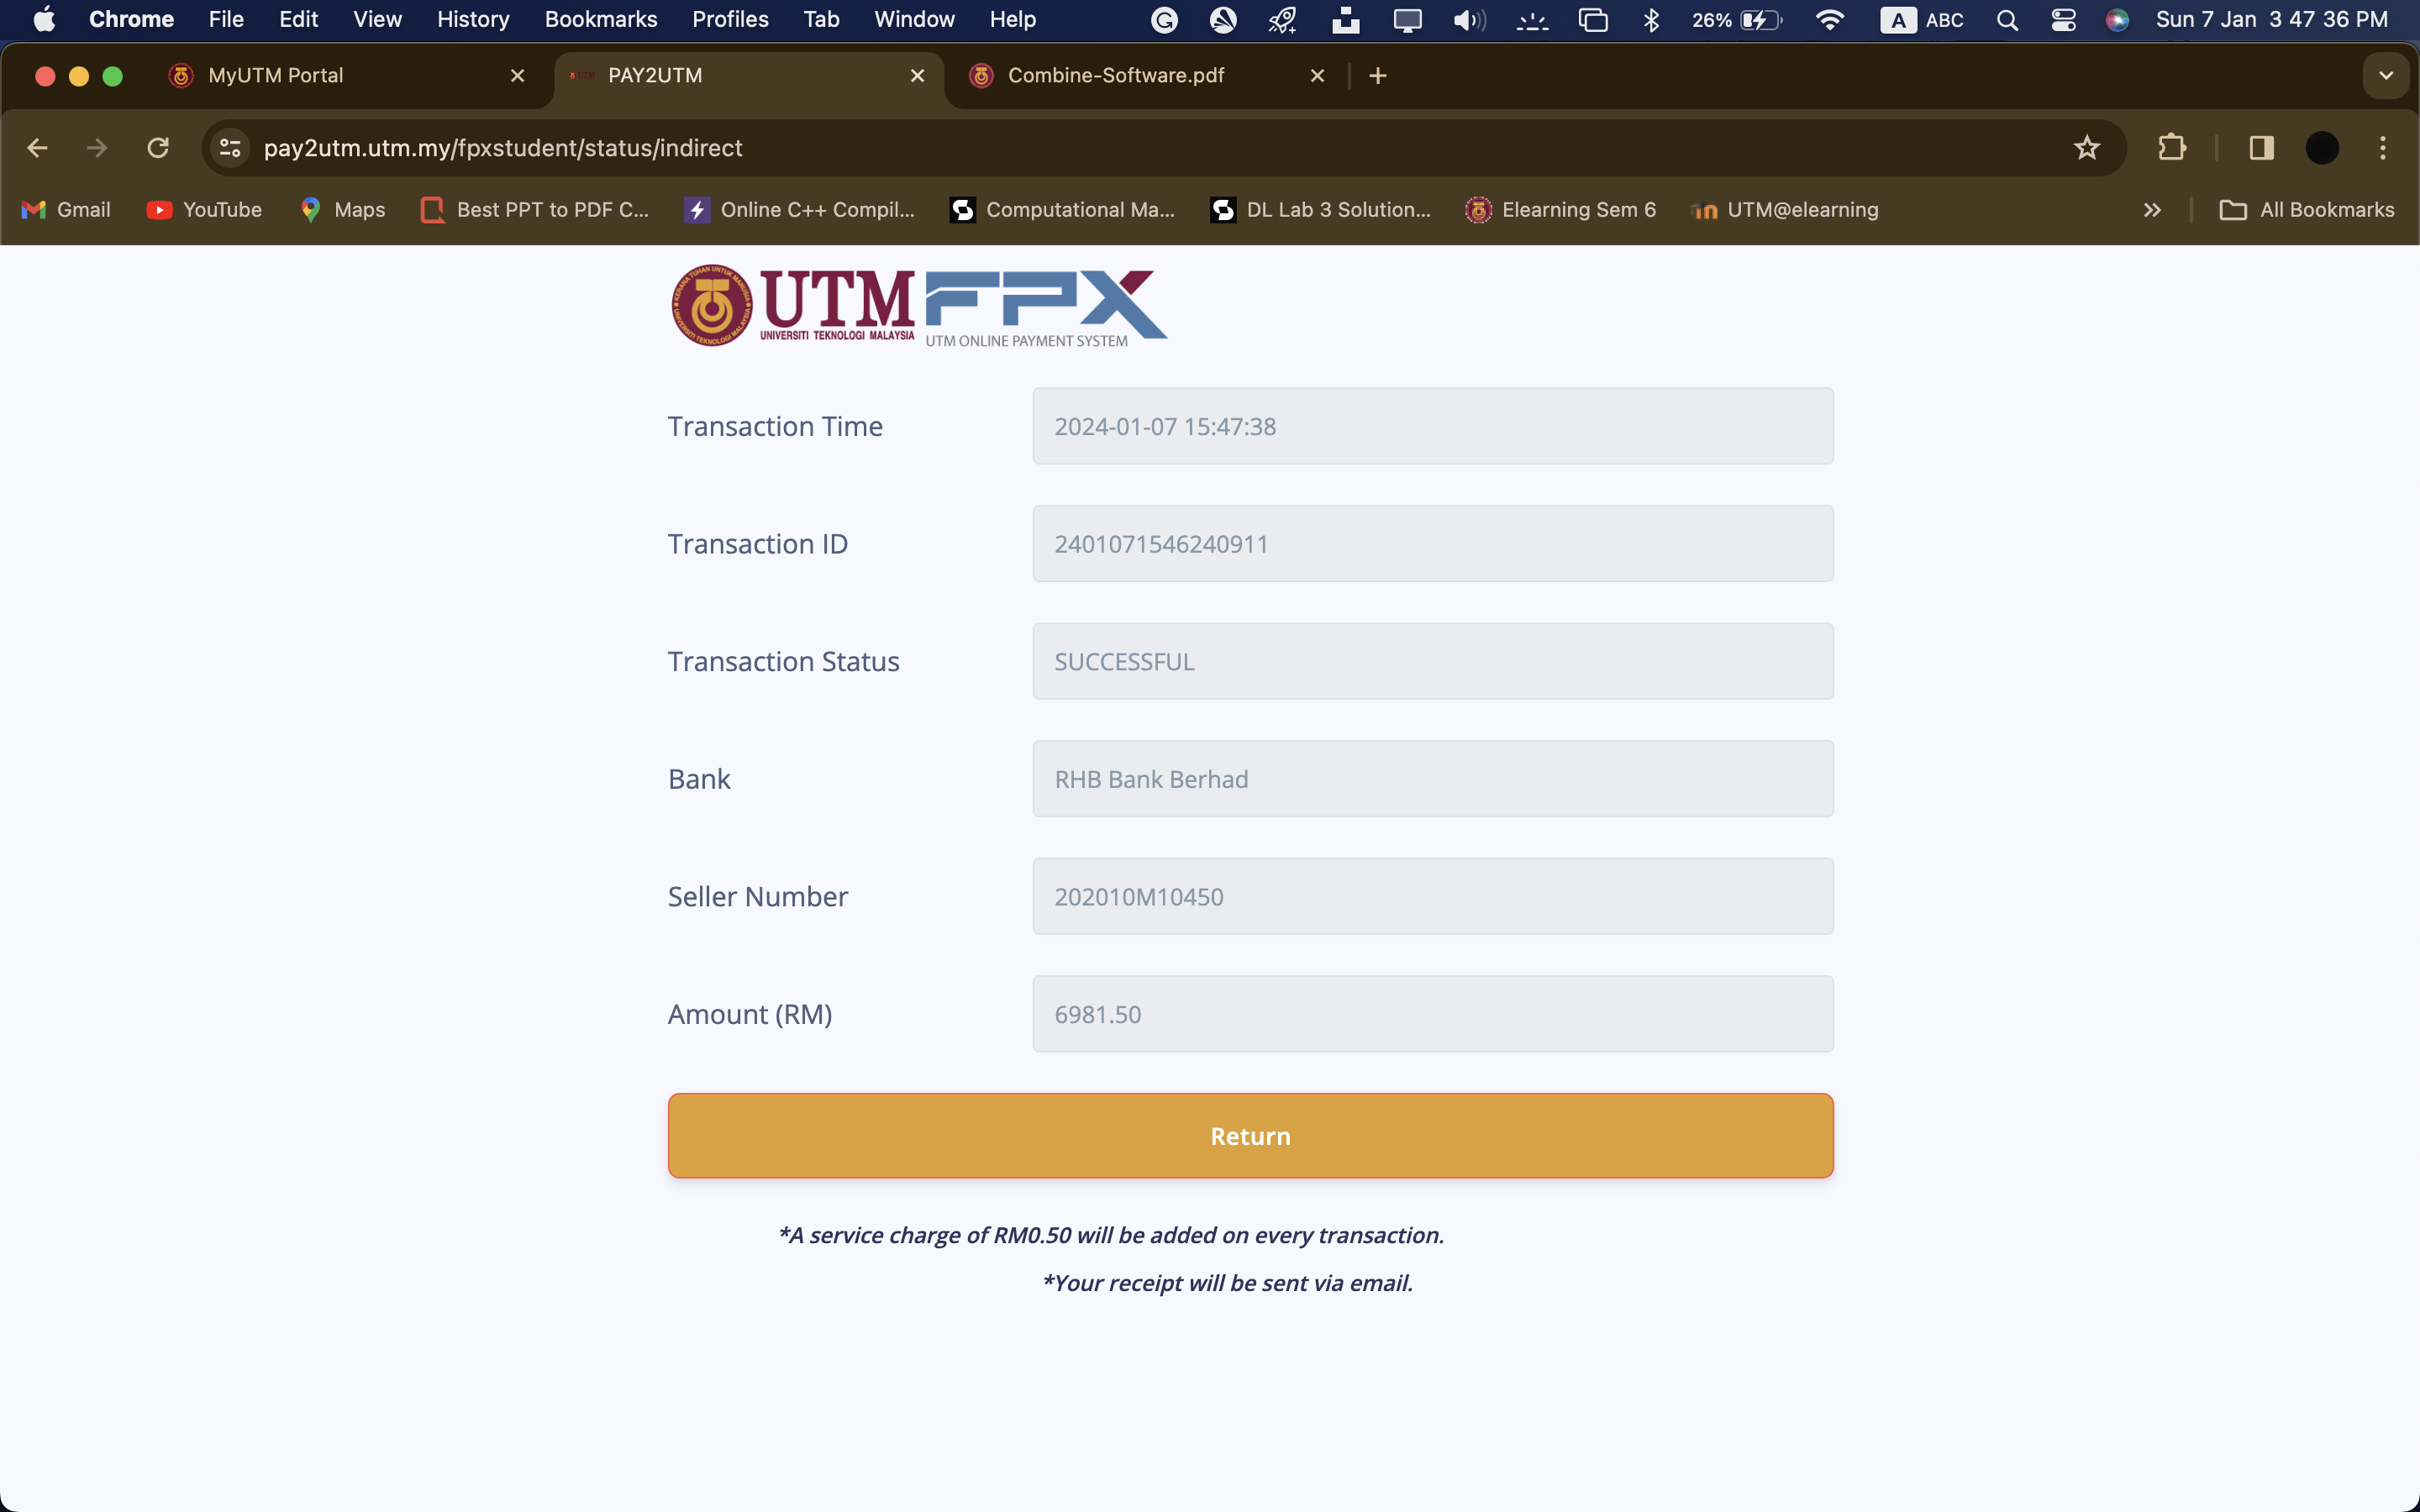 Chrome File Edit View History Bookmarks Profiles Tab Window Help 26% A ABC Sun 7 Jan 3 47 36 PM
MyUTM Portal PAY2UTM Combine-Software.pdf
pay2utm.utm.my/fpxstudent/status/indirect
Gmail YouTube Maps Best PPT to PDF C... Online C++ Compil... Computational Ma... DL Lab 3 Solution... Elearning Sem 6 UTM@elearning All Bookmarks
UTM FPX
UNIVERSITI TEKNOLOGI MALAYSIA UTM ONLINE PAYMENT SYSTEM
Transaction Time 2024-01-07 15:47:38
Transaction ID 2401071546240911
Transaction Status SUCCESSFUL
Bank RHB Bank Berhad
Seller Number 202010M10450
Amount (RM) 6981.50
Return
*A service charge of RM0.50 will be added on every transaction.
*Your receipt will be sent via email.